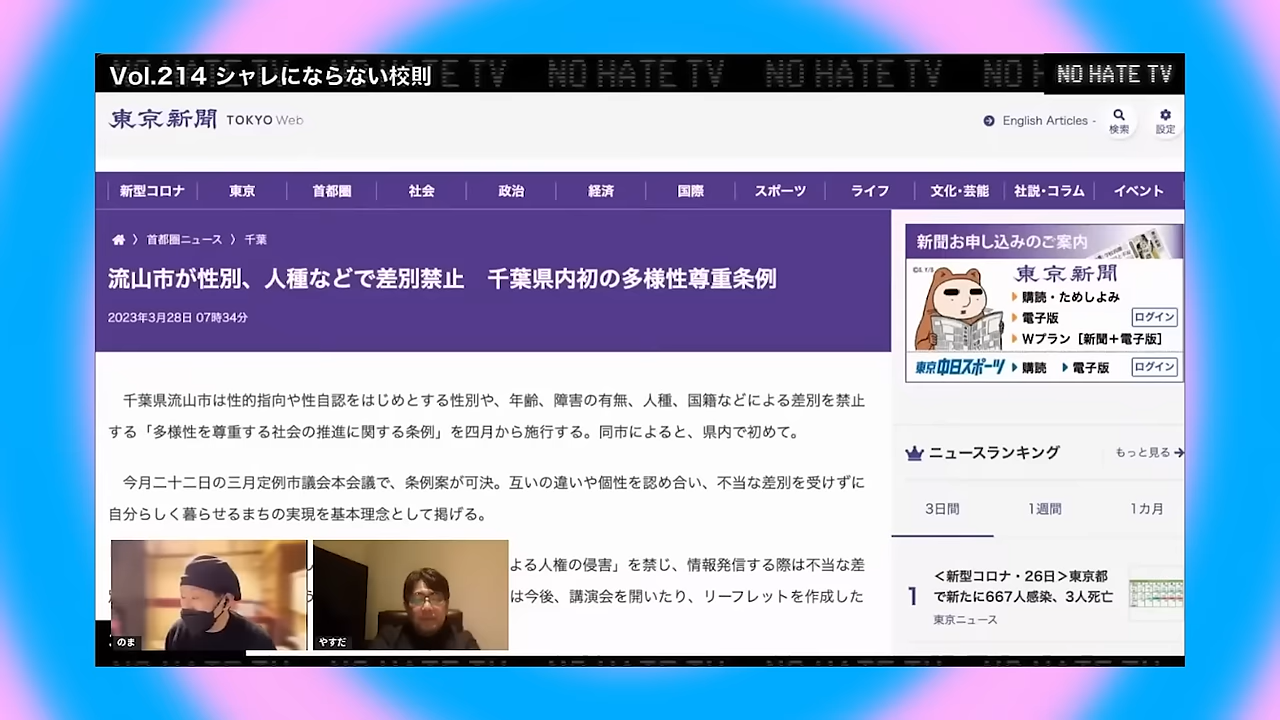 Vol.214 シャレにならない校則
NO HATE TV
東京新聞 TOKYO Web
English Articles -
検索
設定
新型コロナ
東京
首都圏
社会
政治
経済
国際
スポーツ
ライフ
文化・芸能
社説・コラム
イベント
首都圏ニュース 〉 千葉
流山市が性別、人種などで差別禁止 千葉県内初の多様性尊重条例
2023年3月28日 07時34分
千葉県流山市は性的指向や性自認をはじめとする性別や、年齢、障害の有無、人種、国籍などによる差別を禁止
する「多様性を尊重する社会の推進に関する条例」を四月から施行する。同市によると、県内で初めて。
今月二十二日の三月定例市議会本会議で、条例案が可決。互いの違いや個性を認め合い、不当な差別を受けずに
自分らしく暮らせるまちの実現を基本理念として掲げる。
よる人権の侵害」を禁じ、情報発信する際は不当な差
は今後、講演会を開いたり、リーフレットを作成した
のま
やすだ
新聞お申し込みのご案内
東京新聞
購読・ためしよみ
電子版
ログイン
Wプラン［新聞＋電子版］
東京中日スポーツ
購読
電子版
ログイン
ニュースランキング
もっと見る
3日間
1週間
1カ月
1
＜新型コロナ・26日＞東京都
で新たに667人感染、3人死亡
東京ニュース